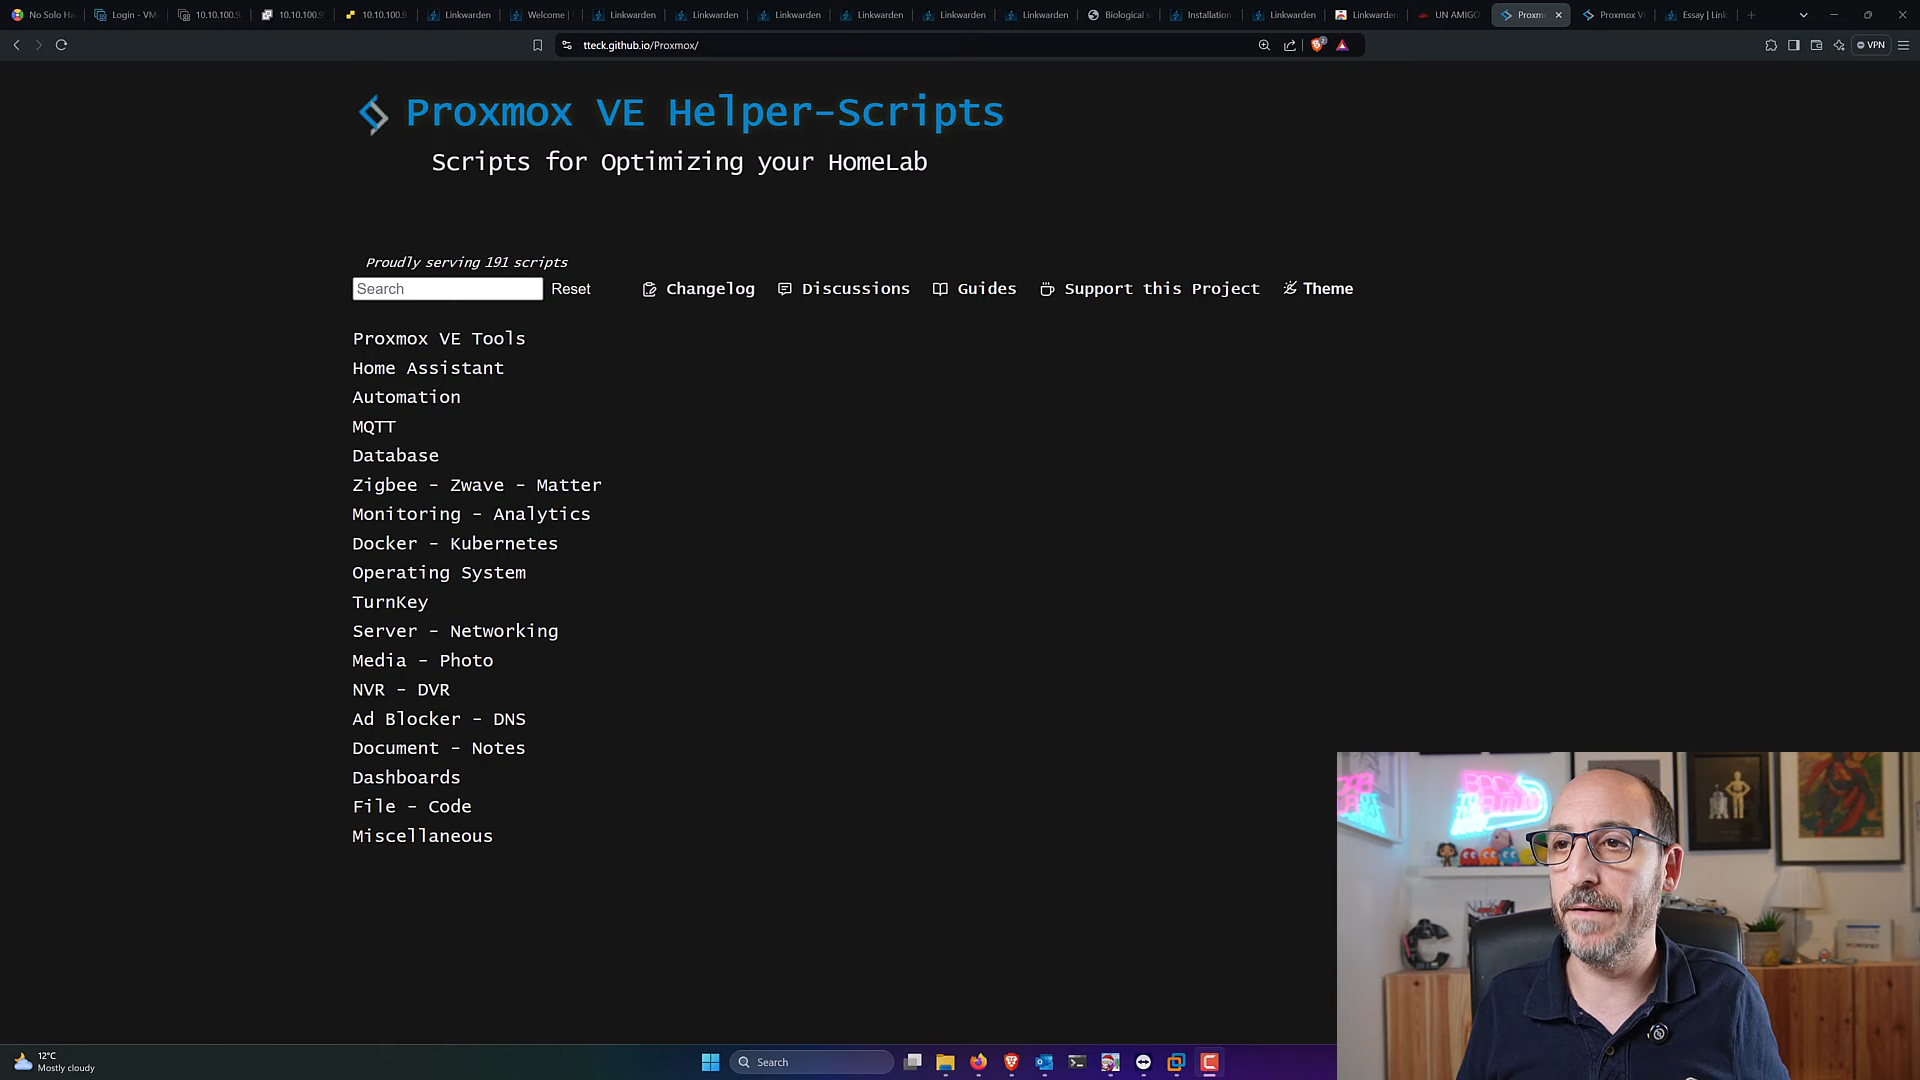 No Solo Ha
Login - VM
10.10.100.9
10.10.100.9
10.10.100.9
Linkwarden
Welcome |
Linkwarden
Linkwarden
Linkwarden
Linkwarden
Linkwarden
Linkwarden
Biological
Installation
Linkwarden
Linkwarden
UN AMIGO
Proxm
Proxmox V
Essay | Link
tteck.github.io/Proxmox/
VPN
Proxmox VE Helper-Scripts
Scripts for Optimizing your HomeLab
Proudly serving 191 scripts
Search
Reset
Changelog
Discussions
Guides
Support this Project
Theme
Proxmox VE Tools
Home Assistant
Automation
MQTT
Database
Zigbee - Zwave - Matter
Monitoring - Analytics
Docker - Kubernetes
Operating System
TurnKey
Server - Networking
Media - Photo
NVR - DVR
Ad Blocker - DNS
Document - Notes
Dashboards
File - Code
Miscellaneous
12°C
Mostly cloudy
Search